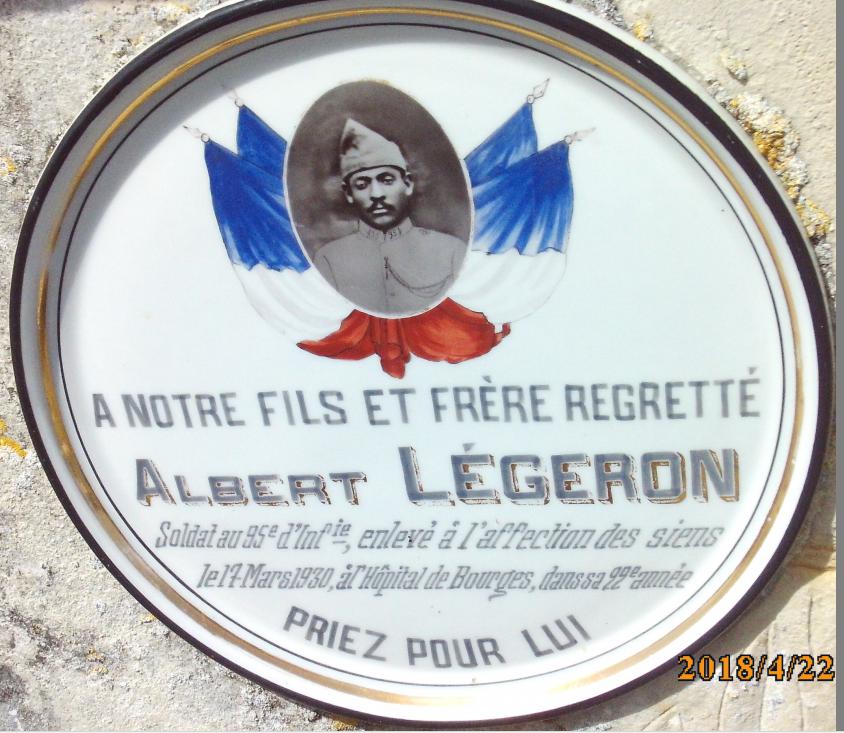 A NOTRE FILS ET FRÈRE REGRETTÉ
ALBERT LÉGERON
Soldat au 95e d'Infie, enlevé à l'affection des siens
le 17 Mars 1930, à l'Hôpital de Bourges, dans sa 22e année
PRIEZ POUR LUI
2018/4/22